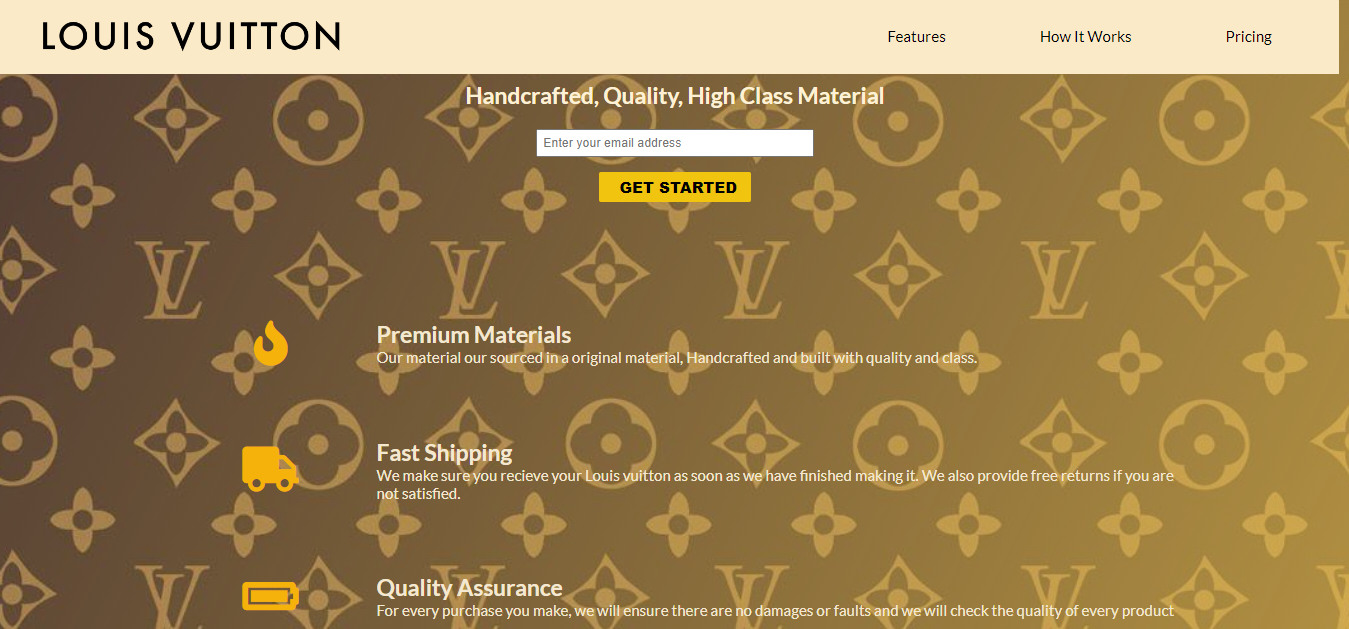 LOUIS VUITTON
Features
How It Works
Pricing
Handcrafted, Quality, High Class Material
Enter your email address
GET STARTED
Premium Materials
Our material our sourced in a original material, Handcrafted and built with quality and class.
Fast Shipping
We make sure you recieve your Louis vuitton as soon as we have finished making it. We also provide free returns if you are
not satisfied.
Quality Assurance
For every purchase you make, we will ensure there are no damages or faults and we will check the quality of every product